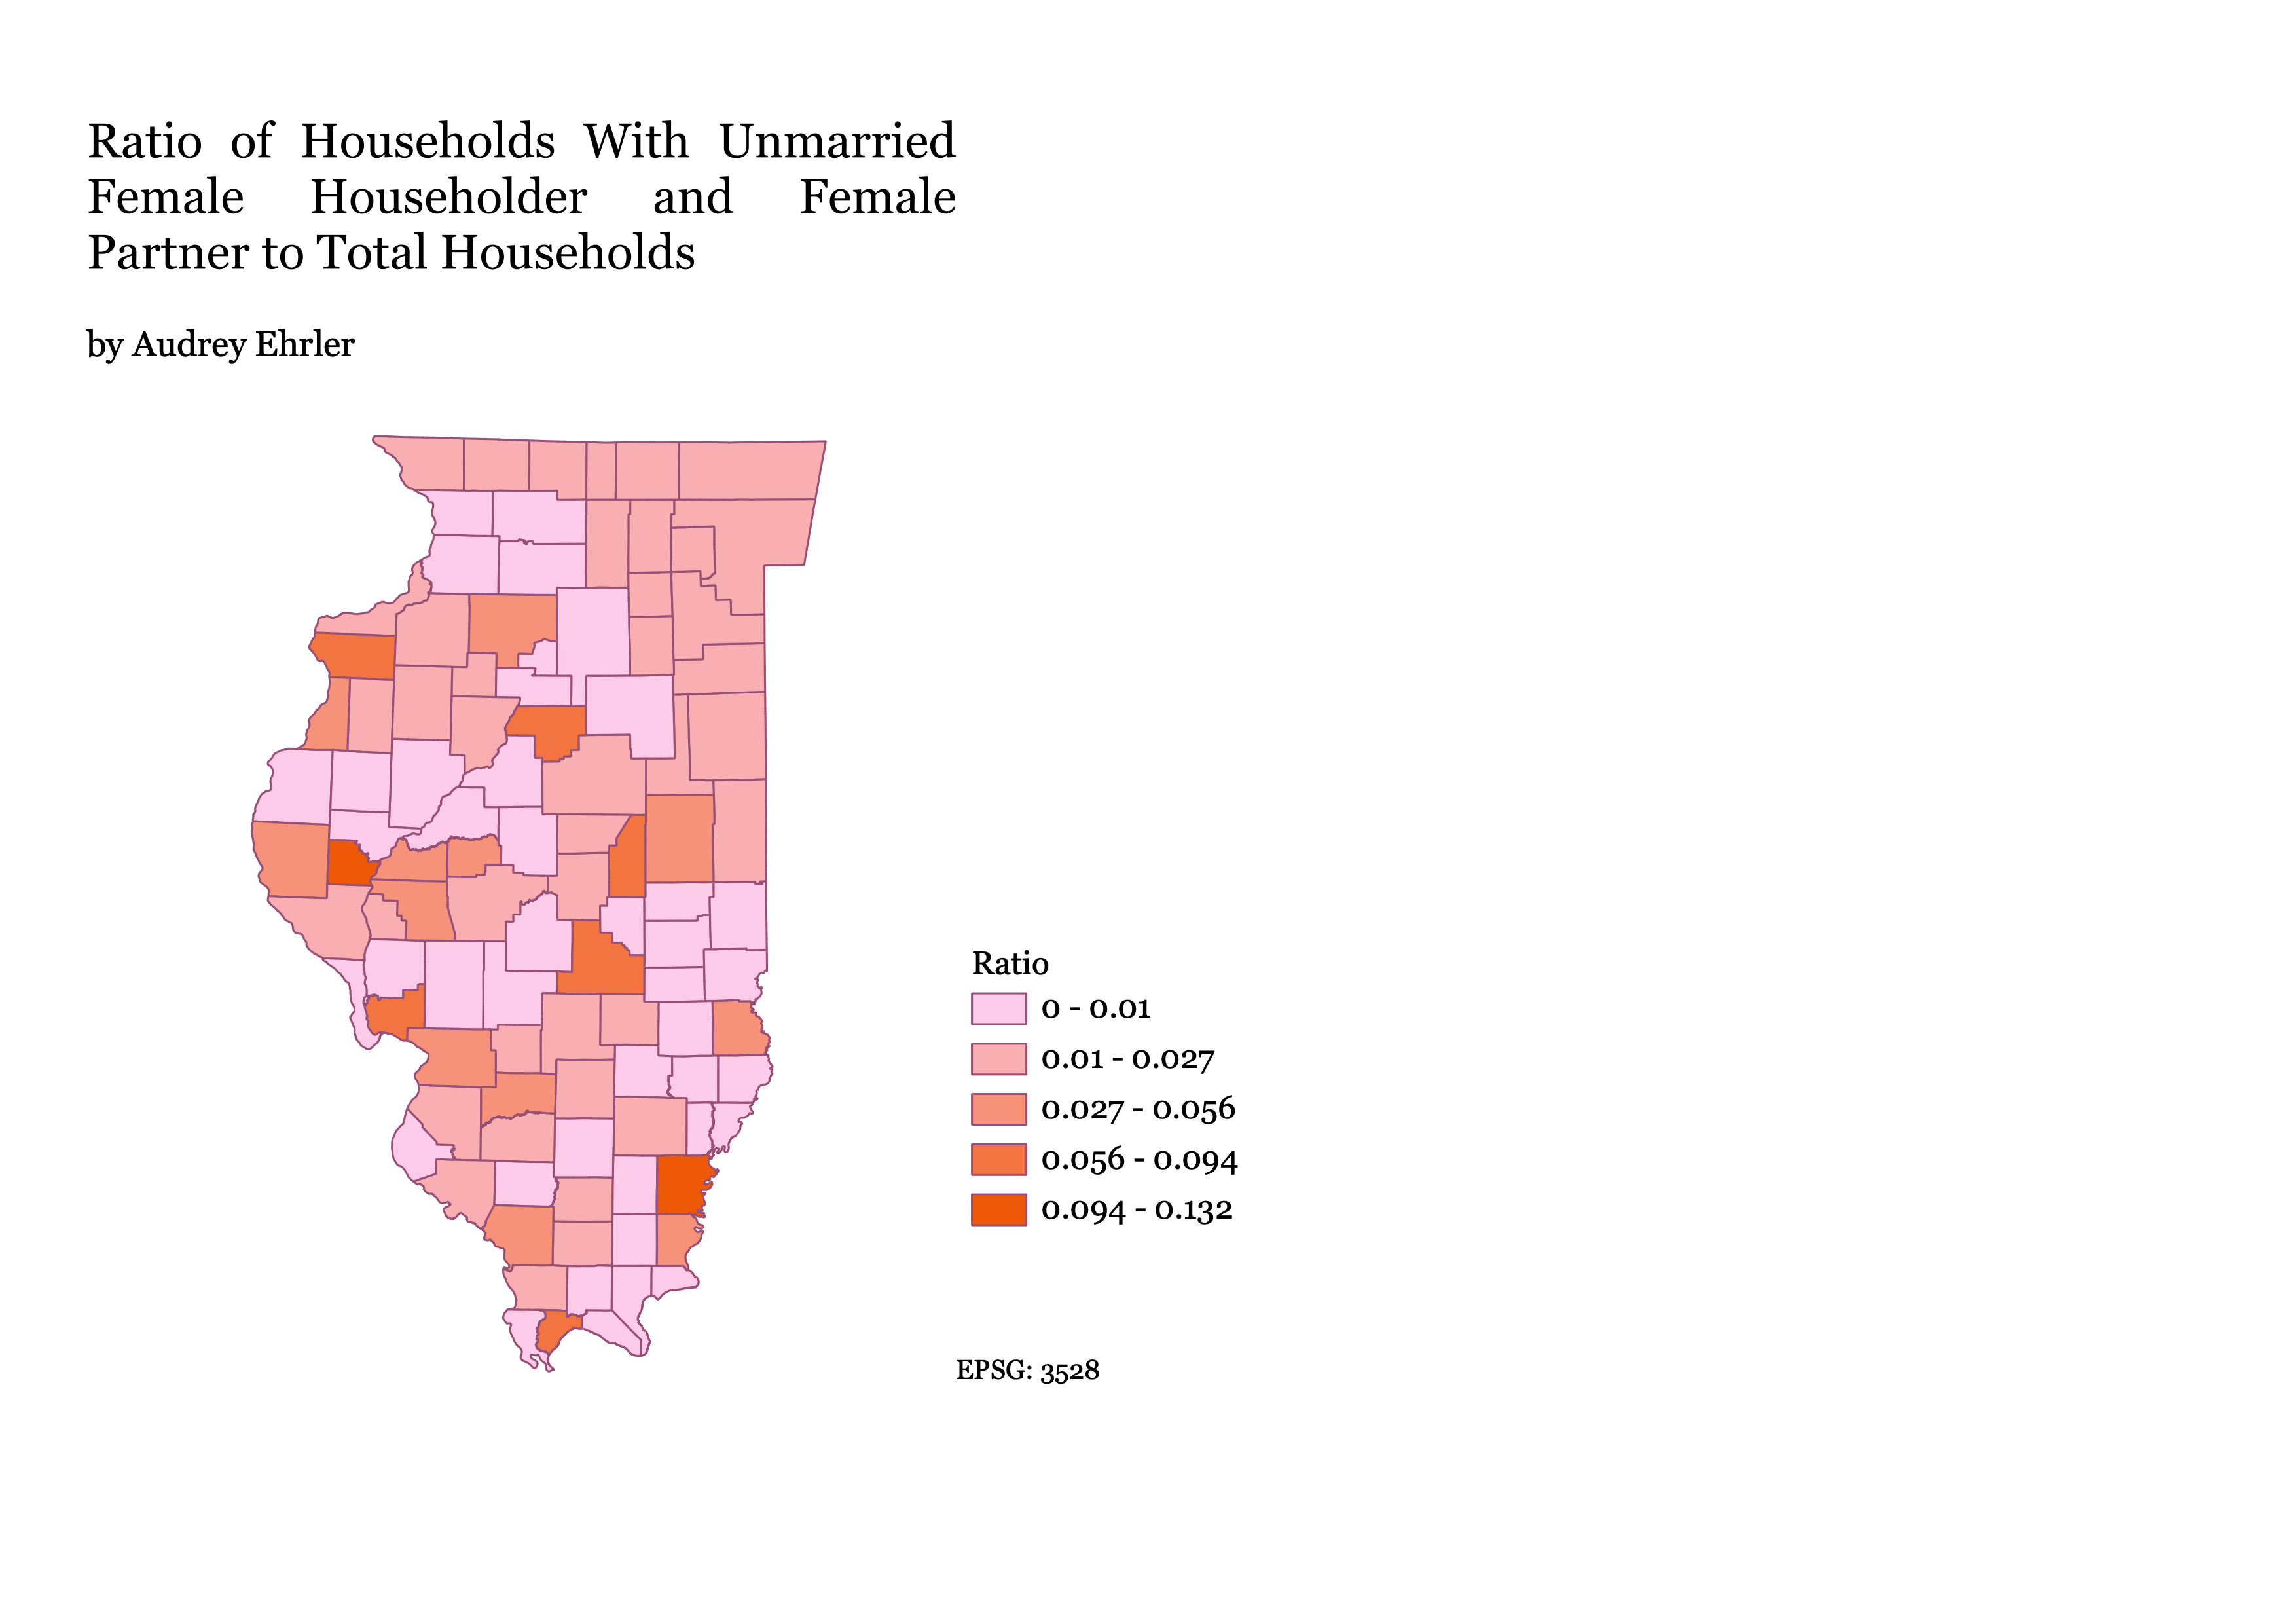 Ratio of Households With Unmarried
Female Householder and Female
Partner to Total Households
by Audrey Ehrler
Ratio
0 - 0.01
0.01 - 0.027
0.027 - 0.056
0.056 - 0.094
0.094 - 0.132
EPSG: 3528